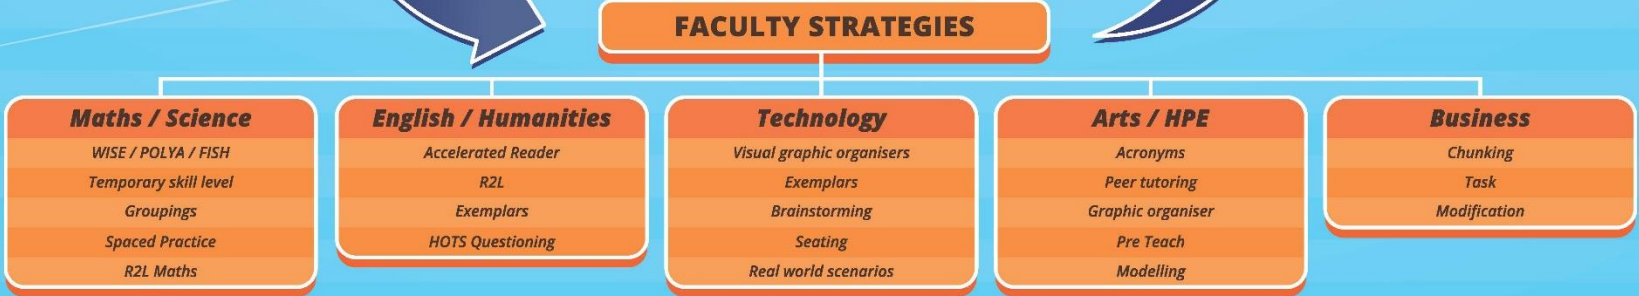 FACULTY STRATEGIES
Maths / Science
WISE / POLYA / FISH
Temporary skill level
Groupings
Spaced Practice
R2L Maths
English / Humanities
Accelerated Reader
R2L
Exemplars
HOTS Questioning
Technology
Visual graphic organisers
Exemplars
Brainstorming
Seating
Real world scenarios
Arts / HPE
Acronyms
Peer tutoring
Graphic organiser
Pre Teach
Modelling
Business
Chunking
Task
Modification